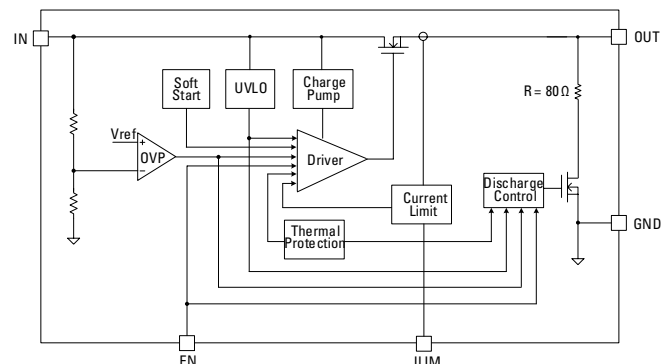 IN
OUT
Soft
Start
UVLO
Charge
Pump
R = 80 Ω
Vref
+
OVP
−
Driver
Discharge
Control
Current
Limit
Thermal
Protection
GND
EN
ILIM